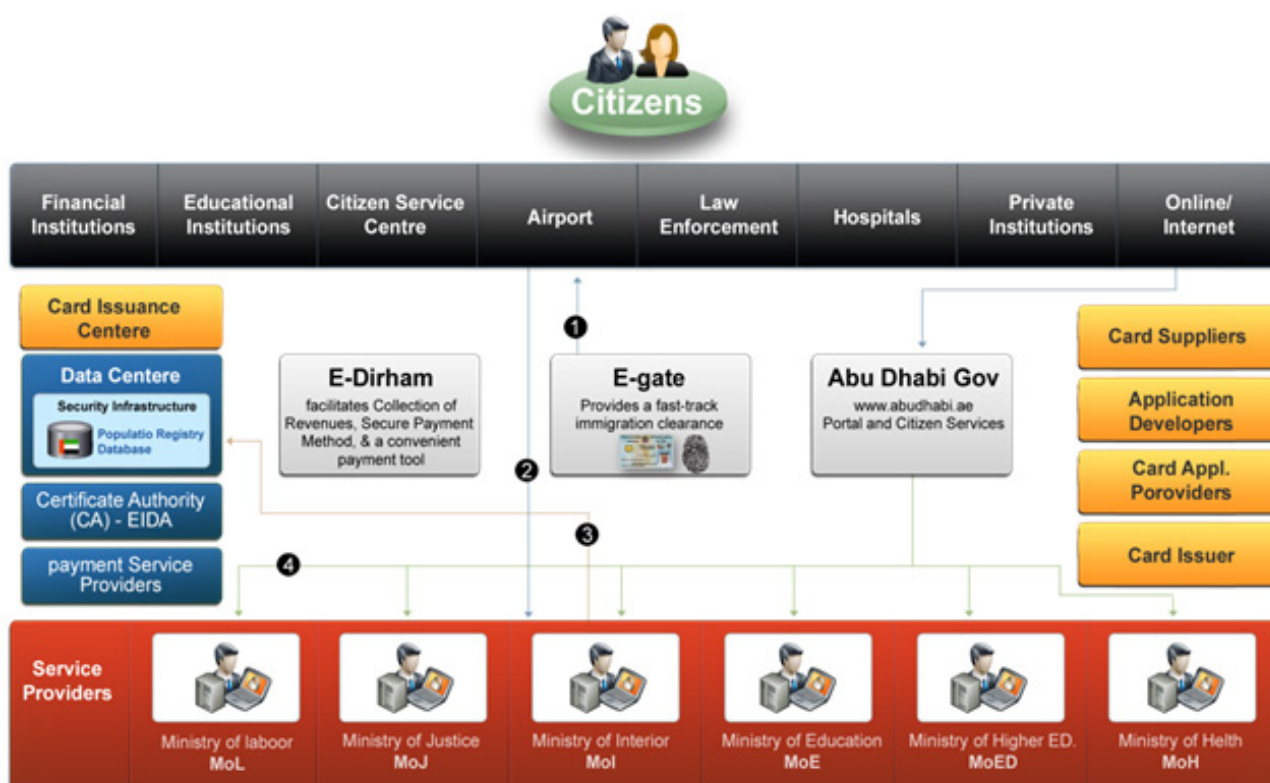 Citizens
Financial
Institutions
Educational
Institutions
Citizen Service
Centre
Airport
Law
Enforcement
Hospitals
Private
Institutions
Online/
Internet
Card Issuance
Centere
Data Centere
Security Infrastructure
Populatio Registry
Database
Certificate Authority
(CA) - EIDA
payment Service
Providers
E-Dirham
facilitates Collection of
Revenues, Secure Payment
Method, & a convenient
payment tool
1
E-gate
Provides a fast-track
immigration clearance
Abu Dhabi Gov
www.abudhabi.ae
Portal and Citizen Services
2
3
4
Card Suppliers
Application
Developers
Card Appl.
Poroviders
Card Issuer
Service
Providers
Ministry of laboor
MoL
Ministry of Justice
MoJ
Ministry of Interior
MoI
Ministry of Education
MoE
Ministry of Higher ED.
MoED
Ministry of Helth
MoH